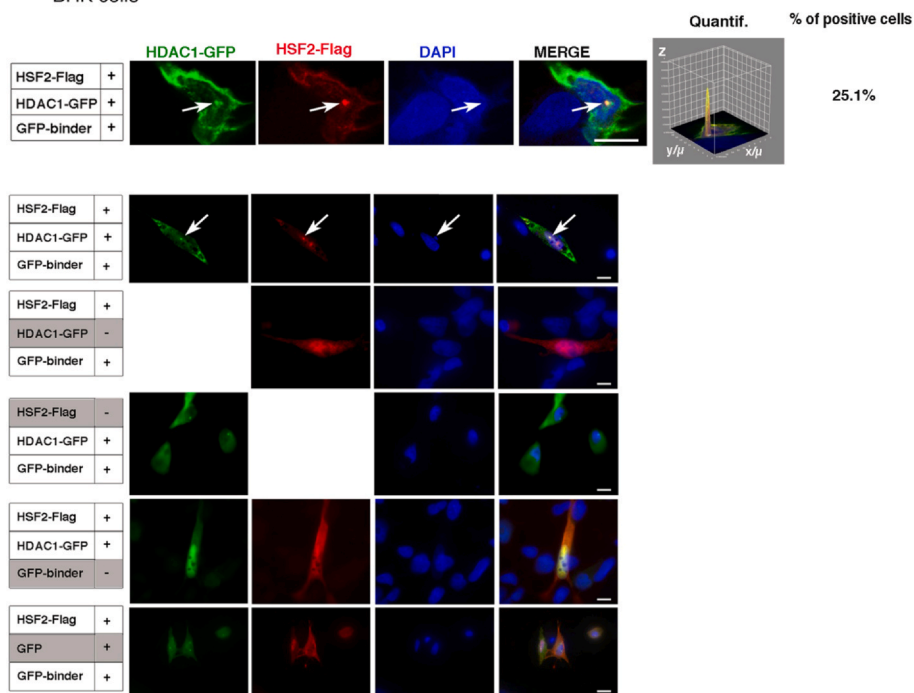 BHK cells
Quantif. % of positive cells
HDAC1-GFP HSF2-Flag DAPI MERGE
HSF2-Flag +
HDAC1-GFP +
GFP-binder +
Z
y/µ x/µ
25.1%
HSF2-Flag +
HDAC1-GFP +
GFP-binder +
HSF2-Flag +
HDAC1-GFP -
GFP-binder +
HSF2-Flag -
HDAC1-GFP +
GFP-binder +
HSF2-Flag +
HDAC1-GFP +
GFP-binder -
HSF2-Flag +
GFP +
GFP-binder +